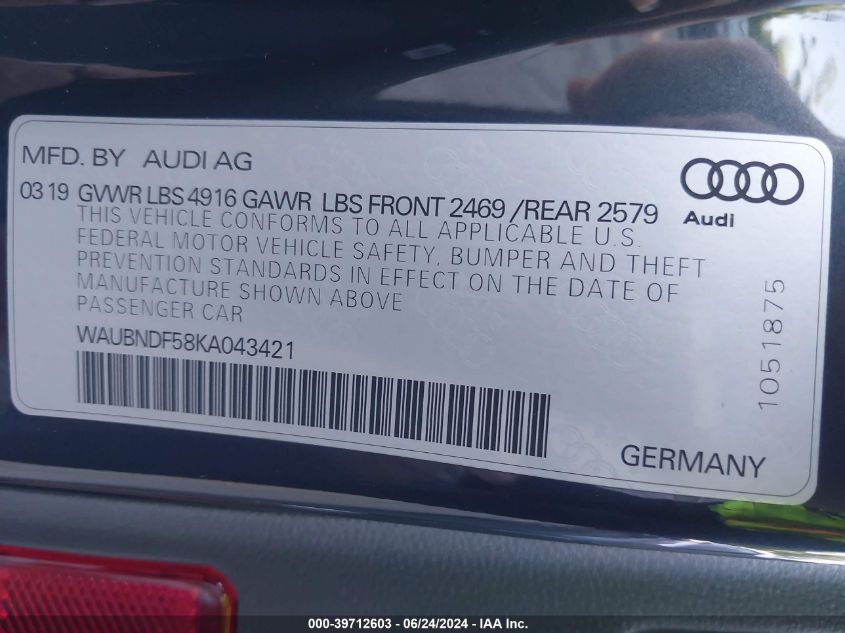 MFD. BY AUDI AG
0319 GVWR LBS 4916 GAWR LBS FRONT 2469 /REAR 2579
THIS VEHICLE CONFORMS TO ALL APPLICABLE U.S.
FEDERAL MOTOR VEHICLE SAFETY, BUMPER AND THEFT
PREVENTION STANDARDS IN EFFECT ON THE DATE OF
MANUFACTURE SHOWN ABOVE
PASSENGER CAR
WAUBNDF58KA043421
Audi
1051875
GERMANY
000-39712603 - 06/24/2024 - IAA Inc.